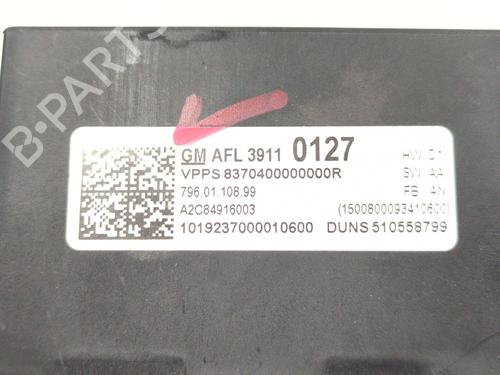 B-PARTS
GM AFL 3911 0127 HW: D1
VPPS 8370400000000R SW: AA
796.01.108.99 FB: AN
A2C84916003 (1500800093410600)
1019237000010600 DUNS 510558799